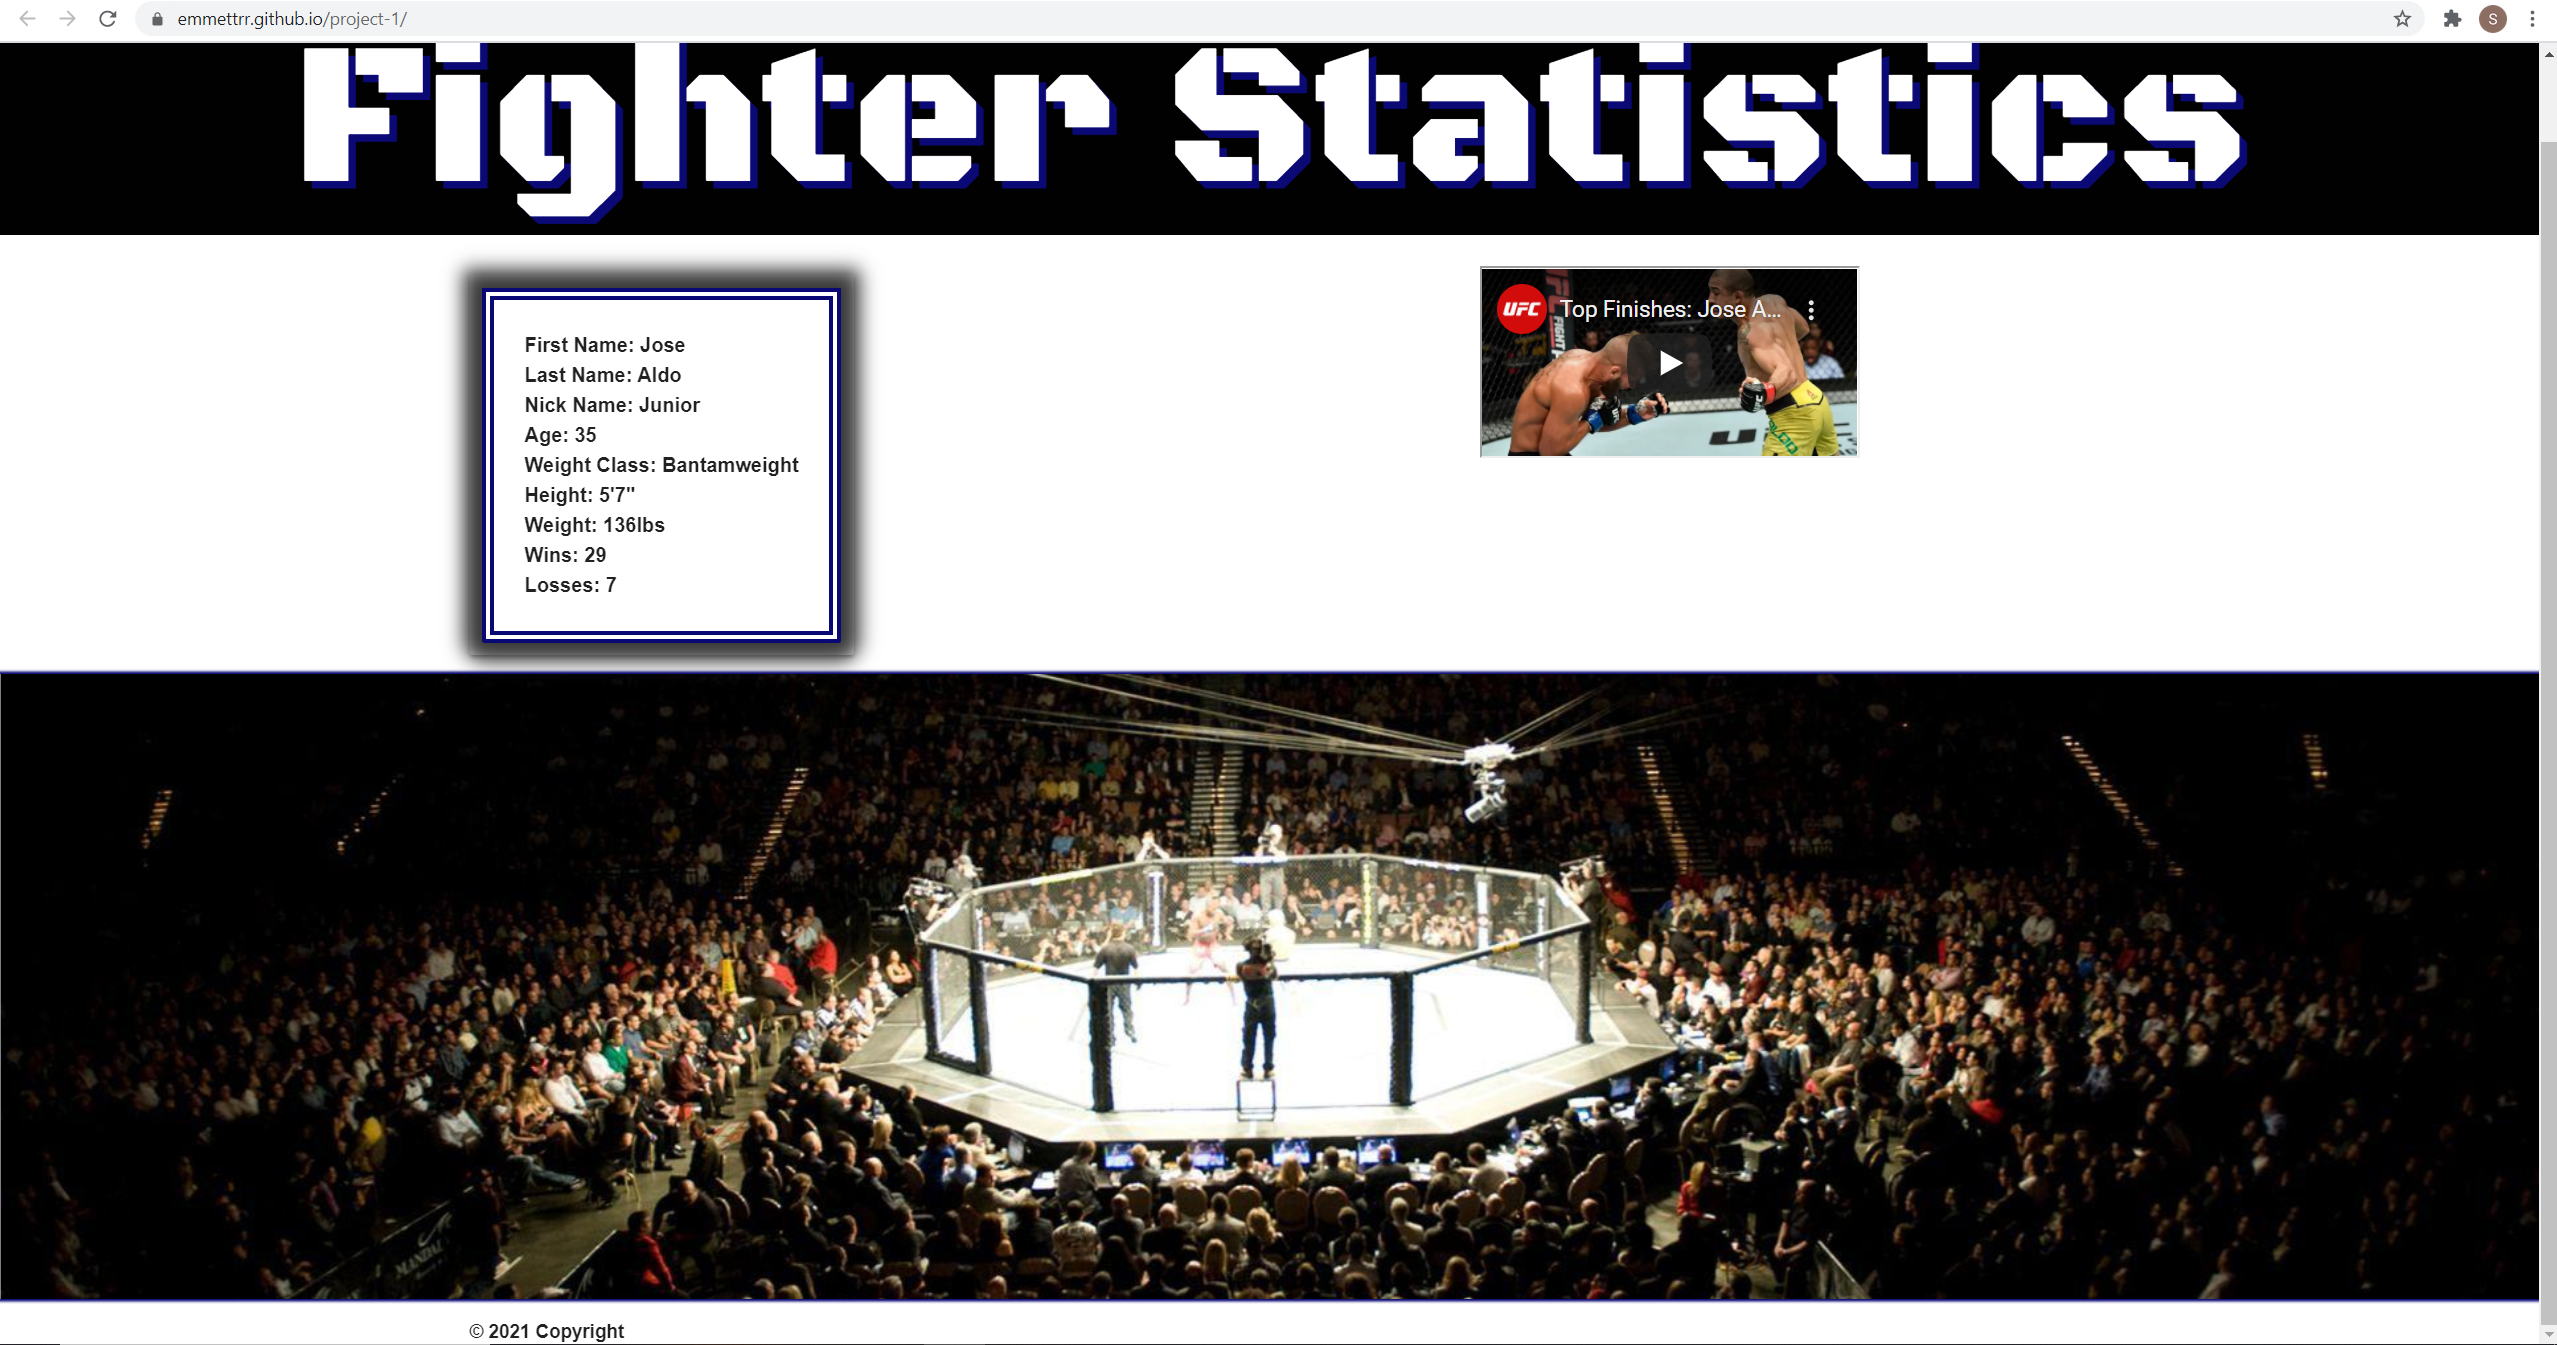 emmettrr.github.io/project-1/
S
Fighter Statistics
First Name: Jose
Last Name: Aldo
Nick Name: Junior
Age: 35
Weight Class: Bantamweight
Height: 5'7"
Weight: 136lbs
Wins: 29
Losses: 7
UFC
Top Finishes: Jose A...
© 2021 Copyright